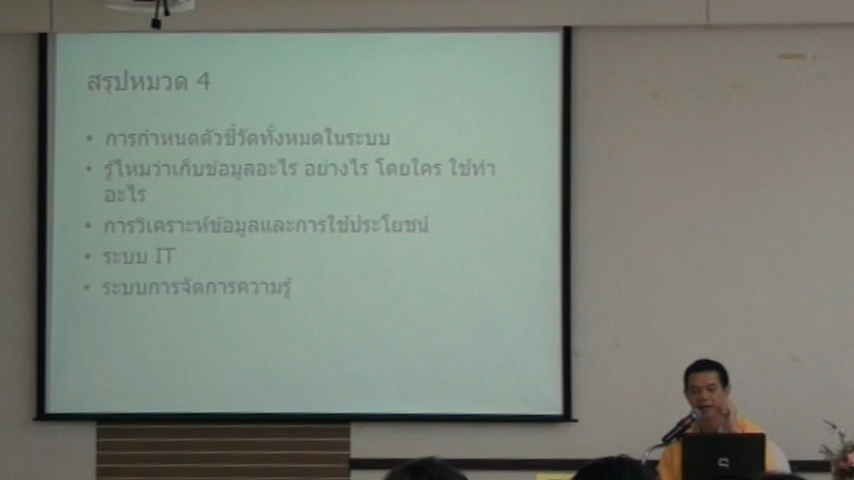 สรุปหมวด 4
• การกำหนดตัวชี้วัดทั้งหมดในระบบ
• รู้ไหมว่าเก็บข้อมูลอะไร อย่างไร โดยใคร ใช้ทำ
อะไร
• การวิเคราะห์ข้อมูลและการใช้ประโยชน์
• ระบบ IT
• ระบบการจัดการความรู้